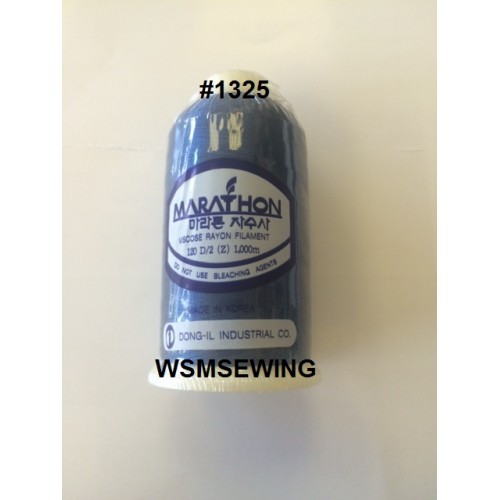 #1325
MARATHON
마라톤 자수사
VISCOSE RAYON FILAMENT
120 D/2 (Z) 1,000m
DO NOT USE BLEACHING AGENTS
MADE IN KOREA
DONG-IL INDUSTRIAL CO.
WSMSEWING